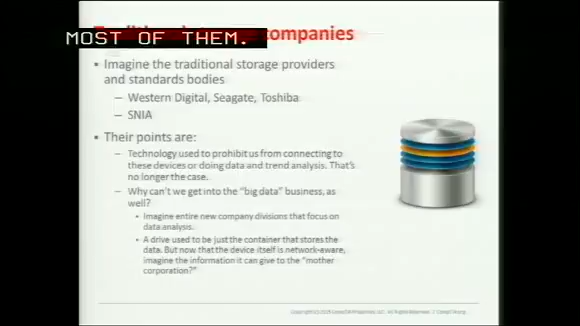 MOST OF THEM.
companies
Imagine the traditional storage providers
and standards bodies
– Western Digital, Seagate, Toshiba
– SNIA
Their points are:
– Technology used to prohibit us from connecting to
these devices or doing data and trend analysis. That's
no longer the case.
– Why can't we get into the "big data" business, as
well?
• Imagine entire new company divisions that focus on
data analysis.
• A drive used to be just the container that stores the
data. But now that the device itself is network-aware,
imagine the information it can give to the "mother
corporation?"
All Rights Reserved.